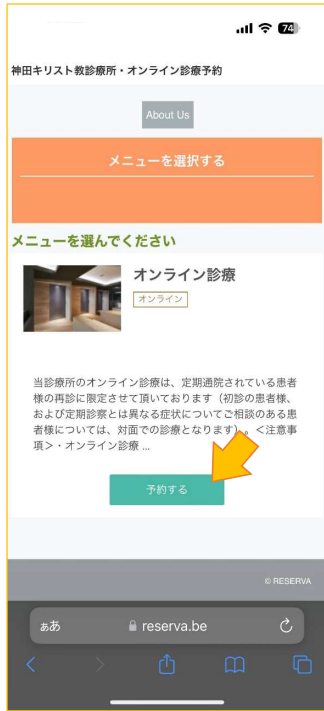 74
神田キリスト教診療所・オンライン診療予約
About Us
メニューを選択する
メニューを選んでください
オンライン診療
オンライン
当診療所のオンライン診療は、定期通院されている患者
様の再診に限定させて頂いております（初診の患者様、
および定期診察とは異なる症状についてご相談のある患
者様については、対面での診療となります）。＜注意事
項＞・オンライン診療 ...
予約する
© RESERVA
ぁあ
reserva.be